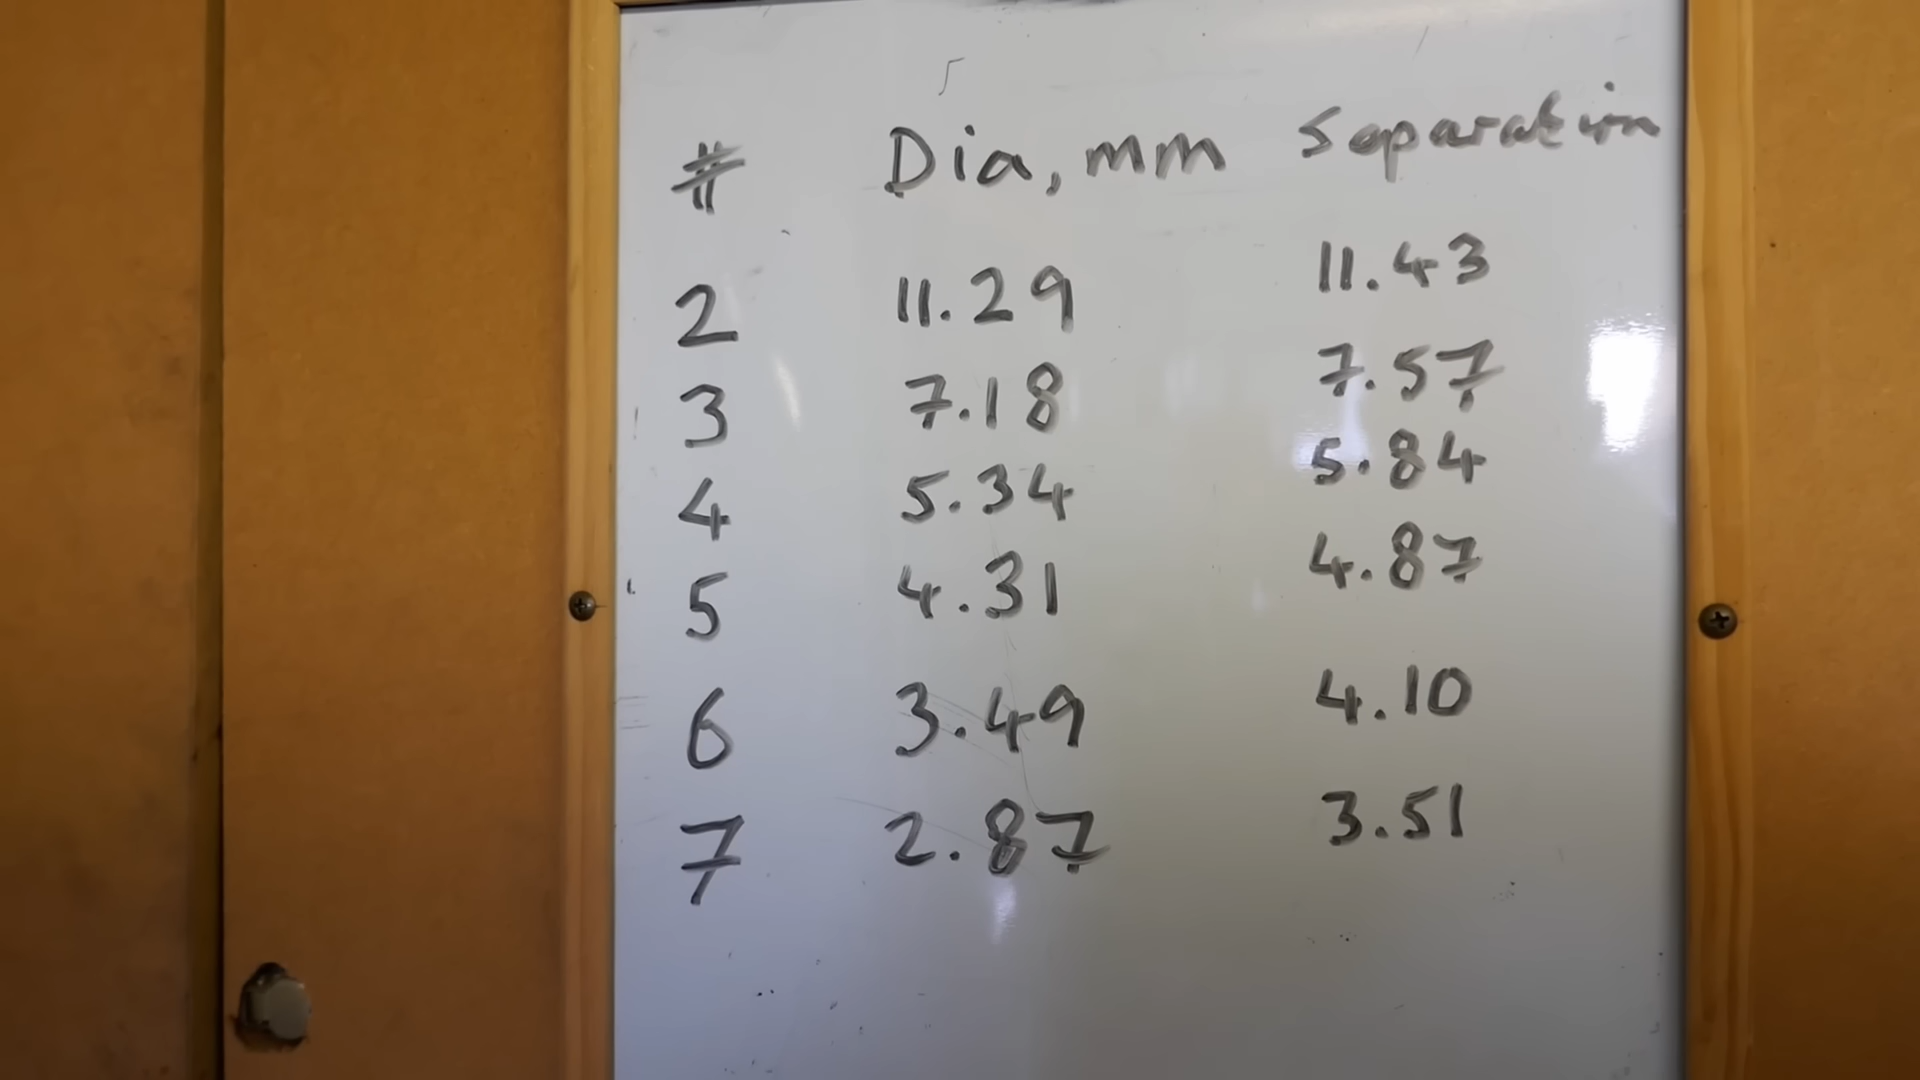 # Dia, mm Separation
2 11.29 11.43
3 7.18 7.57
4 5.34 5.84
5 4.31 4.87
6 3.49 4.10
7 2.87 3.51